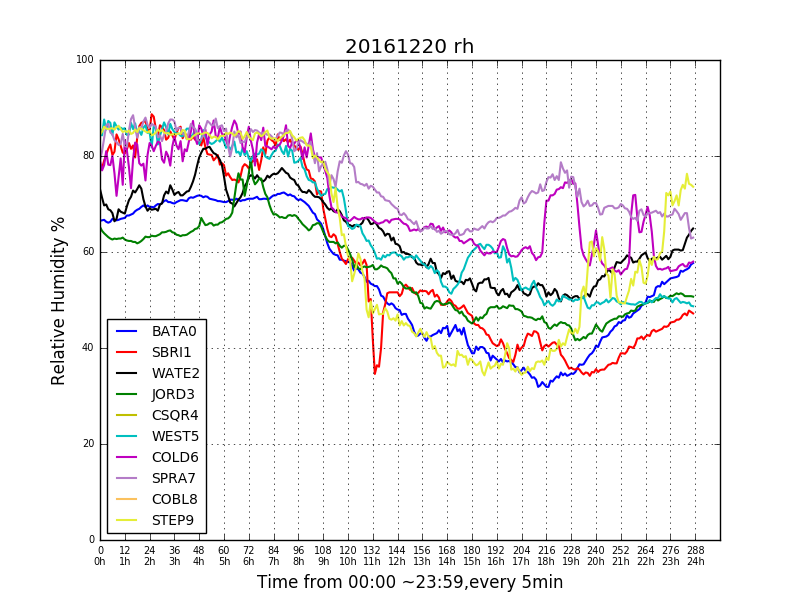 20161220 rh
Relative Humidity %
100
80
60
40
20
0
BATA0
SBRI1
WATE2
JORD3
CSQR4
WEST5
COLD6
SPRA7
COBL8
STEP9
0 12 24 36 48 60 72 84 96 108 120 132 144 156 168 180 192 204 216 228 240 252 264 276 288
0h 1h 2h 3h 4h 5h 6h 7h 8h 9h 10h 11h 12h 13h 14h 15h 16h 17h 18h 19h 20h 21h 22h 23h 24h
Time from 00:00 ~23:59,every 5min